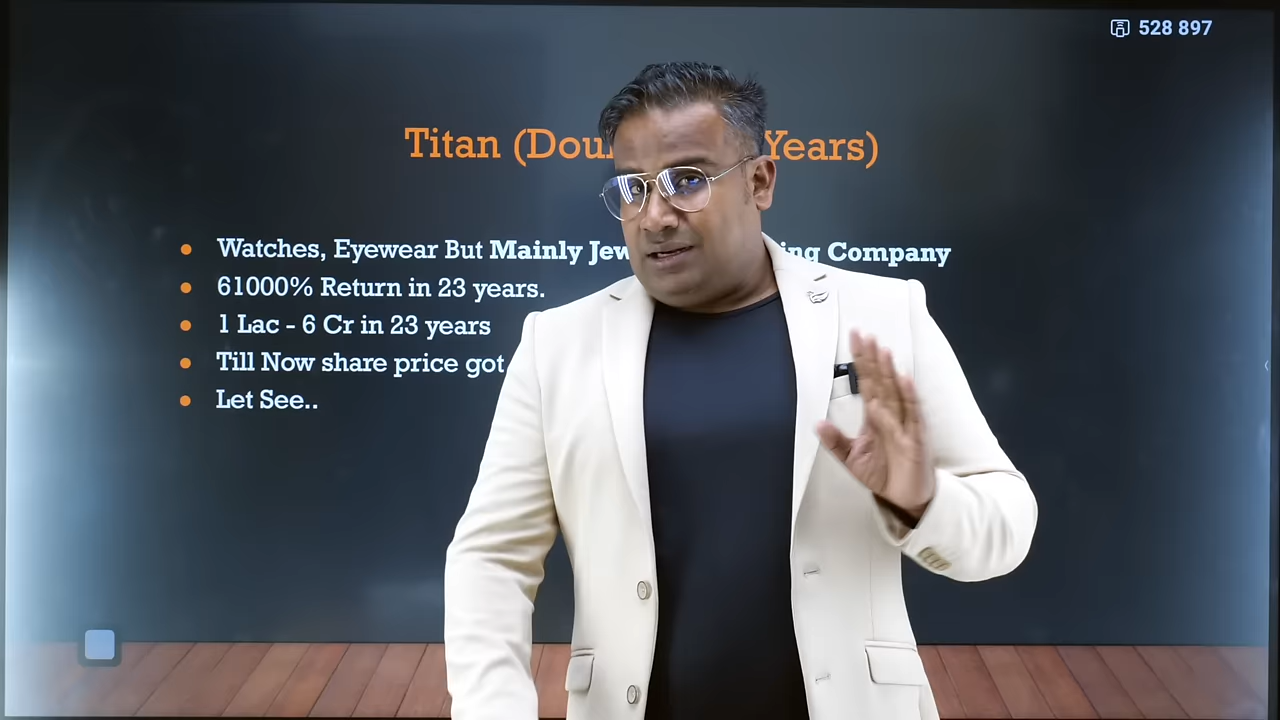 528 897
Titan (Dou Years)
Watches, Eyewear But Mainly Jew ing Company
61000% Return in 23 years.
1 Lac - 6 Cr in 23 years
Till Now share price got
Let See..